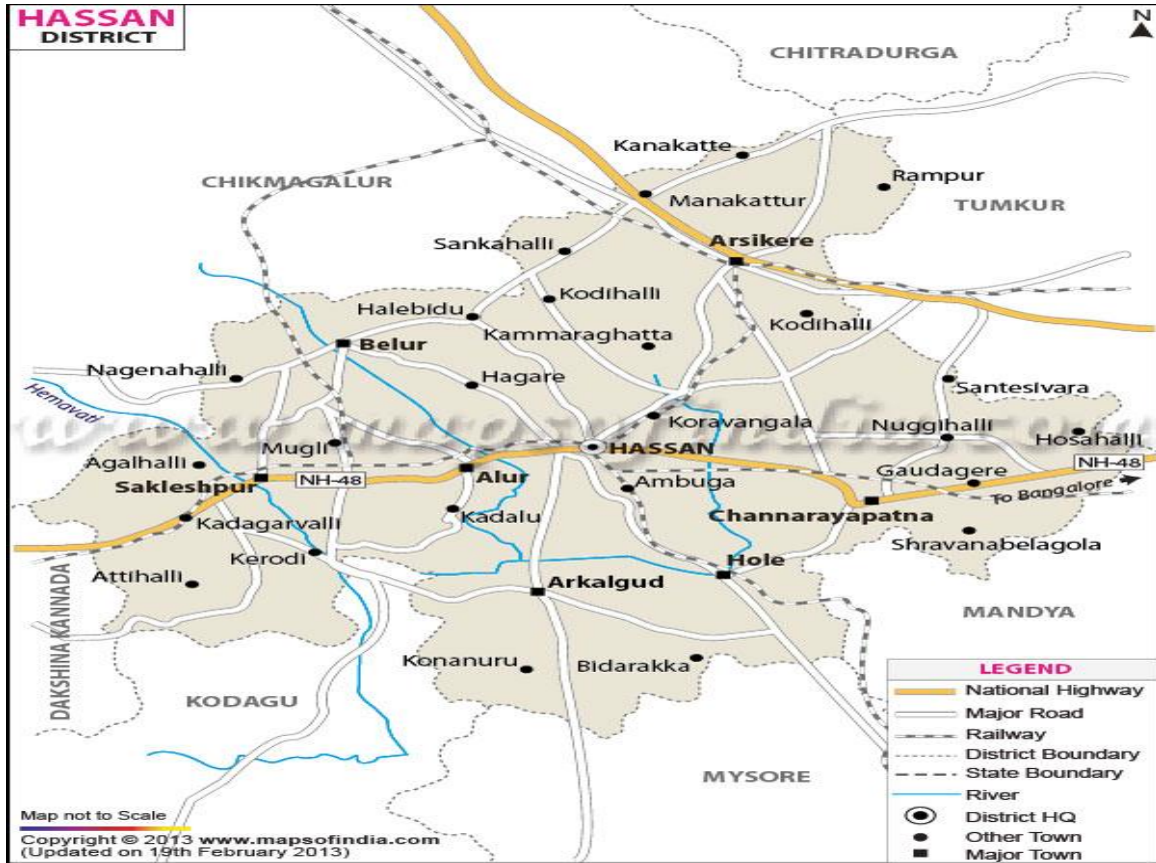 HASSAN
DISTRICT
N
CHITRADURGA
Kanakatte
Rampur
CHIKMAGALUR
Manakattur
TUMKUR
Arsikere
Sankahalli
Kodihalli
Halebidu
Kodihalli
Kammaraghatta
Belur
Nagenahalli
Hagare
Santesivara
Hemavati
Koravangala
Nuggihalli
www.mapsofindia.com
Mugli
HASSAN
Hosahalli
Agalhalli
Gaudagere
NH-48
Sakleshpur
NH-48
Alur
Ambuga
To Bangalore
Kadagarvalli
Kadalu
Channarayapatna
Shravanabelagola
Kerodi
Hole
Attihalli
Arkalgud
MANDYA
DAKSHINA KANNADA
Konanuru
Bidarakka
KODAGU
MYSORE
LEGEND
National Highway
Major Road
Railway
District Boundary
State Boundary
River
District HQ
Other Town
Major Town
Map not to Scale
Copyright © 2013 www.mapsofindia.com
(Updated on 19th February 2013)